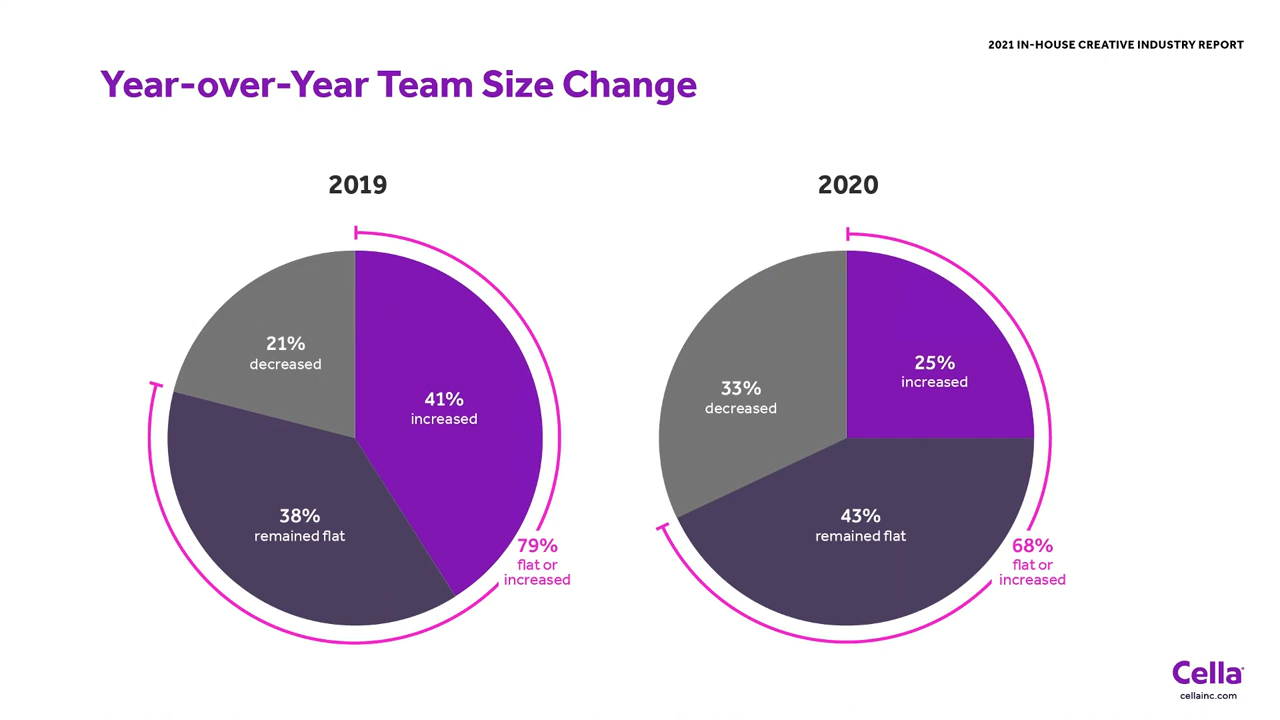 2021 IN-HOUSE CREATIVE INDUSTRY REPORT
Year-over-Year Team Size Change
2019
21%
decreased
41%
increased
38%
remained flat
79%
flat or
increased
2020
33%
decreased
25%
increased
43%
remained flat
68%
flat or
increased
Cella
cellainc.com